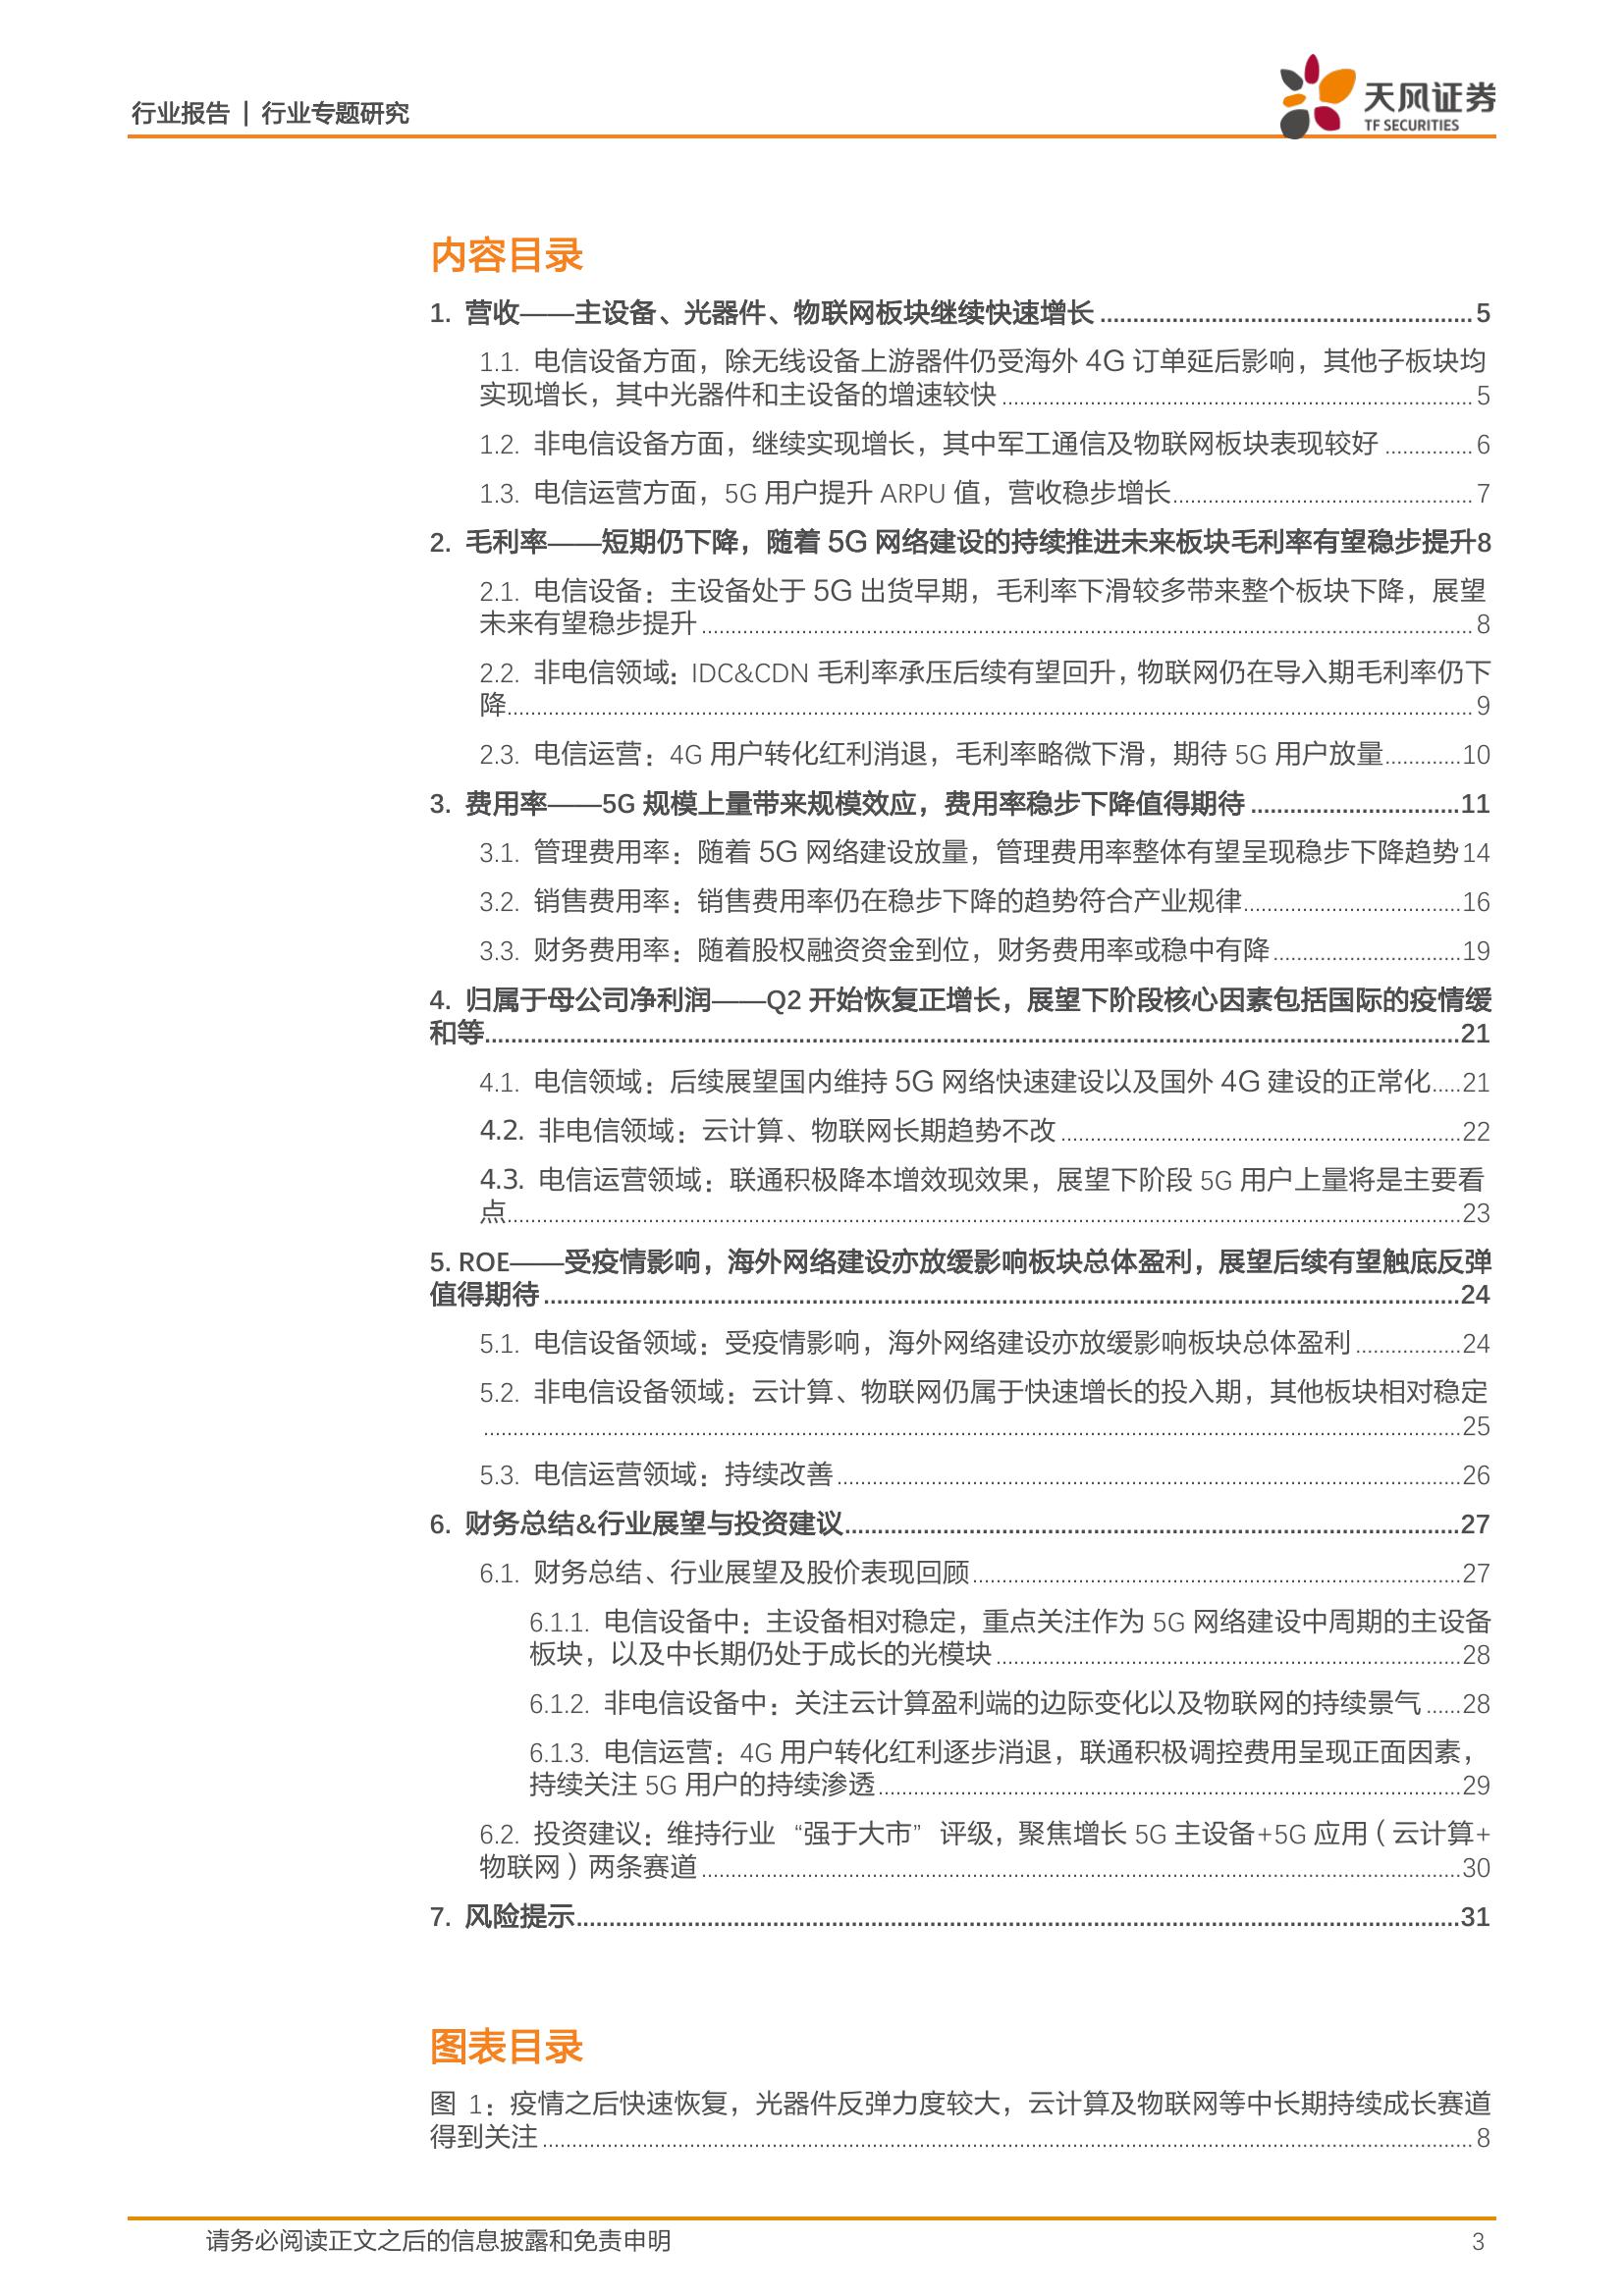 行业报告 | 行业专题研究
天风证券
TF SECURITIES
内容目录
1. 营收——主设备、光器件、物联网板块继续快速增长 ........ 5
1.1. 电信设备方面，除无线设备上游器件仍受海外 4G 订单延后影响，其他子板块均
实现增长，其中光器件和主设备的增速较快 ........ 5
1.2. 非电信设备方面，继续实现增长，其中军工通信及物联网板块表现较好 ........ 6
1.3. 电信运营方面，5G 用户提升 ARPU 值，营收稳步增长 ........ 7
2. 毛利率——短期仍下降，随着 5G 网络建设的持续推进未来板块毛利率有望稳步提升8
2.1. 电信设备：主设备处于 5G 出货早期，毛利率下滑较多带来整个板块下降，展望
未来有望稳步提升 ........ 8
2.2. 非电信领域：IDC&CDN 毛利率承压后续有望回升，物联网仍在导入期毛利率仍下
降 ........ 9
2.3. 电信运营：4G 用户转化红利消退，毛利率略微下滑，期待 5G 用户放量 ........ 10
3. 费用率——5G 规模上量带来规模效应，费用率稳步下降值得期待 ........ 11
3.1. 管理费用率：随着 5G 网络建设放量，管理费用率整体有望呈现稳步下降趋势14
3.2. 销售费用率：销售费用率仍在稳步下降的趋势符合产业规律 ........ 16
3.3. 财务费用率：随着股权融资资金到位，财务费用率或稳中有降 ........ 19
4. 归属于母公司净利润——Q2 开始恢复正增长，展望下阶段核心因素包括国际的疫情缓
和等 ........ 21
4.1. 电信领域：后续展望国内维持 5G 网络快速建设以及国外 4G 建设的正常化 ..... 21
4.2. 非电信领域：云计算、物联网长期趋势不改 ........ 22
4.3. 电信运营领域：联通积极降本增效现效果，展望下阶段 5G 用户上量将是主要看
点 ........ 23
5. ROE——受疫情影响，海外网络建设亦放缓影响板块总体盈利，展望后续有望触底反弹
值得期待 ........ 24
5.1. 电信设备领域：受疫情影响，海外网络建设亦放缓影响板块总体盈利 ........ 24
5.2. 非电信设备领域：云计算、物联网仍属于快速增长的投入期，其他板块相对稳定
........ 25
5.3. 电信运营领域：持续改善 ........ 26
6. 财务总结&行业展望与投资建议 ........ 27
6.1. 财务总结、行业展望及股价表现回顾 ........ 27
6.1.1. 电信设备中：主设备相对稳定，重点关注作为 5G 网络建设中周期的主设备
板块，以及中长期仍处于成长的光模块 ........ 28
6.1.2. 非电信设备中：关注云计算盈利端的边际变化以及物联网的持续景气 ...... 28
6.1.3. 电信运营：4G 用户转化红利逐步消退，联通积极调控费用呈现正面因素，
持续关注 5G 用户的持续渗透 ........ 29
6.2. 投资建议：维持行业 “强于大市” 评级，聚焦增长 5G 主设备+5G 应用（云计算+
物联网）两条赛道 ........ 30
7. 风险提示 ........ 31
图表目录
图 1：疫情之后快速恢复，光器件反弹力度较大，云计算及物联网等中长期持续成长赛道
得到关注 ........ 8
请务必阅读正文之后的信息披露和免责申明 3